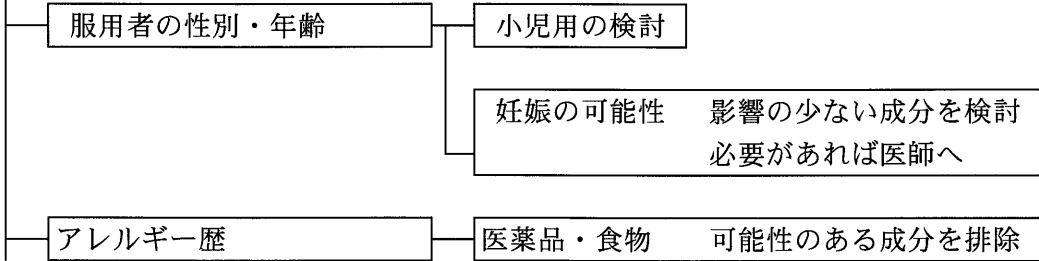 服用者の性別・年齢
小児用の検討
妊娠の可能性 影響の少ない成分を検討
必要があれば医師へ
アレルギー歴
医薬品・食物 可能性のある成分を排除